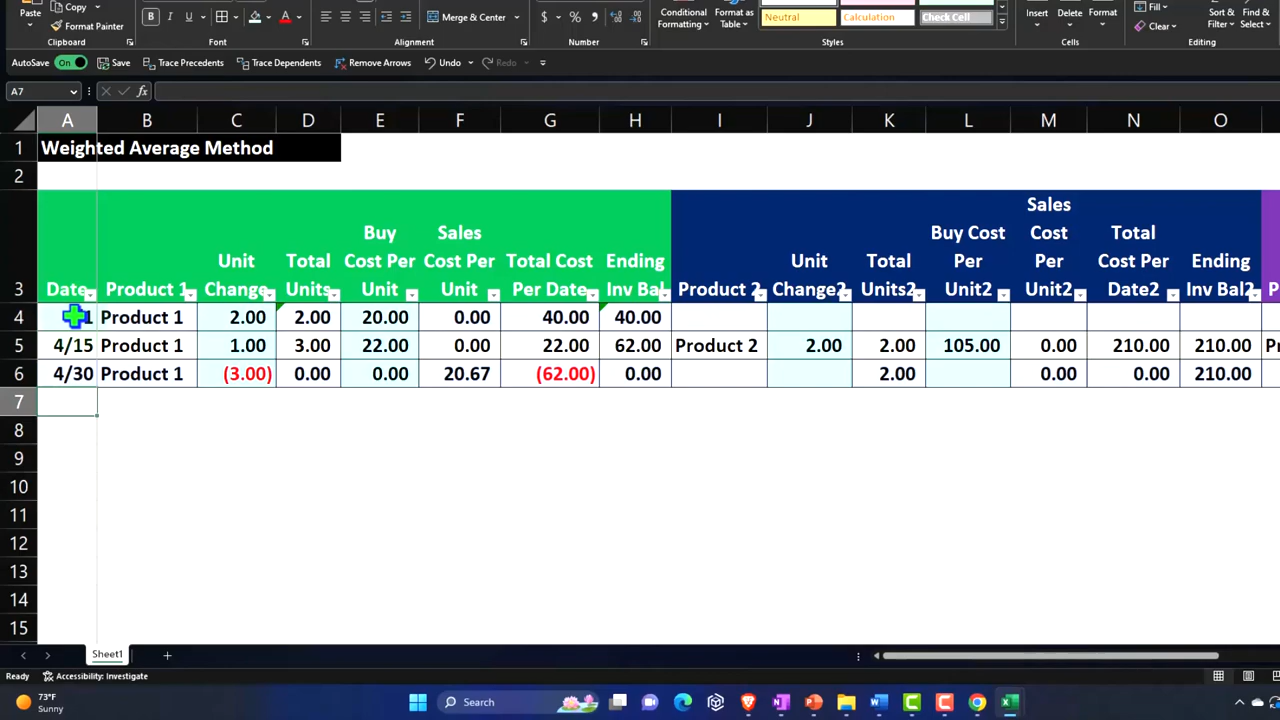 Paste Copy B I U A Merge & Center $ % 9 Conditional Formatting Format as Table Neutral Calculation Check Cell Insert Delete Format Fill Clear Sort & Filter Find & Select
Format Painter
Clipboard Font Alignment Number Styles Cells Editing
AutoSave On Save Trace Precedents Trace Dependents Remove Arrows Undo Redo
A7 fx
A B C D E F G H I J K L M N O
1 Weighted Average Method
2
3 Date Product 1 Unit Change Total Units Buy Cost Per Unit Sales Cost Per Unit Total Cost Per Date Ending Inv Bal Product 2 Unit Change2 Total Units2 Buy Cost Per Unit2 Sales Cost Per Unit2 Total Cost Per Date2 Ending Inv Bal2 P
4 1 Product 1 2.00 2.00 20.00 0.00 40.00 40.00
5 4/15 Product 1 1.00 3.00 22.00 0.00 22.00 62.00 Product 2 2.00 2.00 105.00 0.00 210.00 210.00 Pr
6 4/30 Product 1 (3.00) 0.00 0.00 20.67 (62.00) 0.00 2.00 0.00 0.00 210.00
7
8
9
10
11
12
13
14
15
Sheet1
Ready Accessibility: Investigate
73°F
Sunny
Search